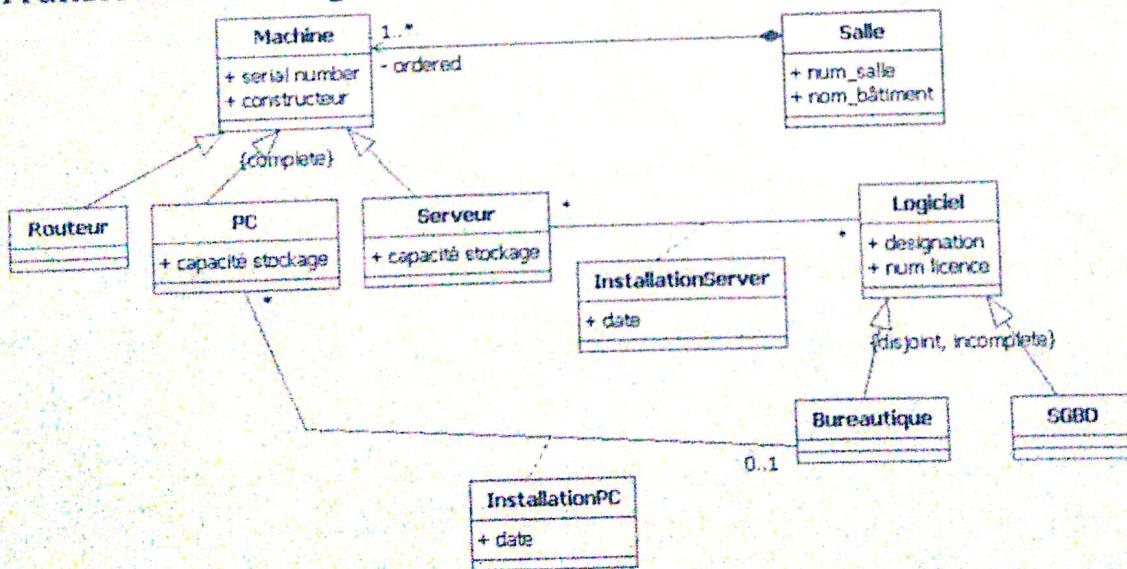 Machine
+ serial number
+ constructeur
1..*
- ordered
Salle
+ num_salle
+ nom_bâtiment
{complete}
Routeur
PC
+ capacité stockage
*
Serveur
+ capacité stockage
*
*
InstallationServer
+ date
Logiciel
+ designation
+ num licence
{disjoint, incomplete}
Bureautique
SGBD
0..1
InstallationPC
+ date